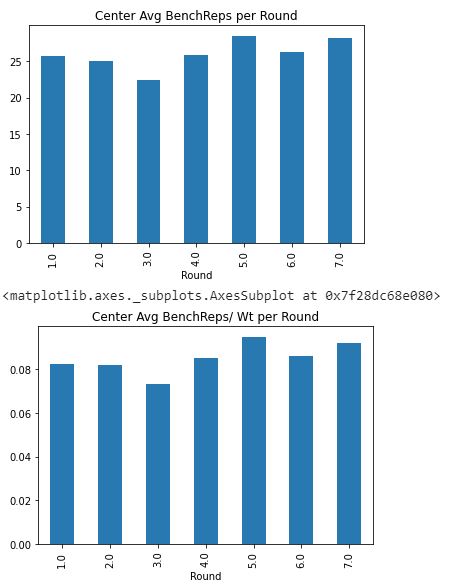 Center Avg BenchReps per Round
25
20
15
10
5
0
1.0 2.0 3.0 4.0 5.0 6.0 7.0
Round
<matplotlib.axes._subplots.AxesSubplot at 0x7f28dc68e080>
Center Avg BenchReps/ Wt per Round
0.08
0.06
0.04
0.02
0.00
1.0 2.0 3.0 4.0 5.0 6.0 7.0
Round